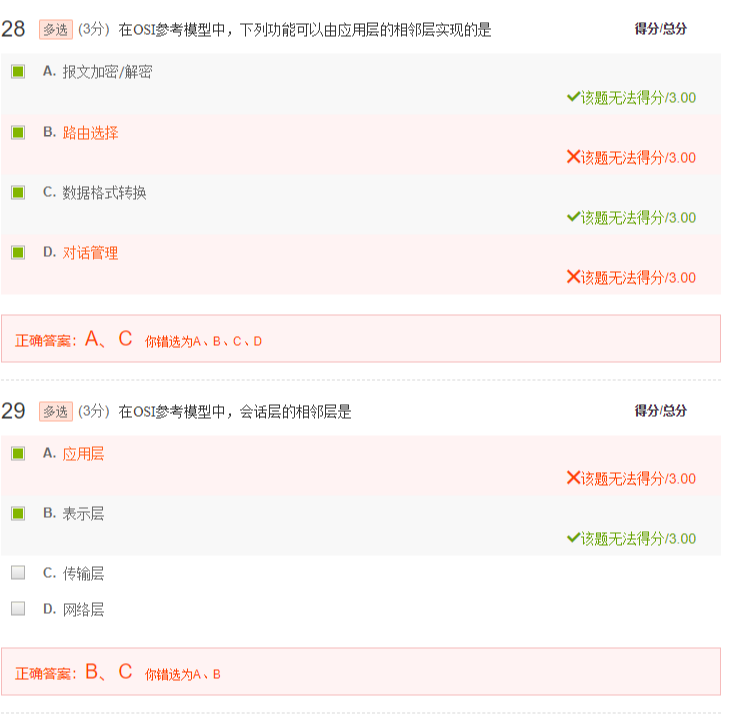 28 多选 (3分) 在OSI参考模型中，下列功能可以由应用层的相邻层实现的是 得分/总分
A. 报文加密/解密
该题无法得分/3.00
B. 路由选择
该题无法得分/3.00
C. 数据格式转换
该题无法得分/3.00
D. 对话管理
该题无法得分/3.00
正确答案：A、C 你错选为A、B、C、D
29 多选 (3分) 在OSI参考模型中，会话层的相邻层是 得分/总分
A. 应用层
该题无法得分/3.00
B. 表示层
该题无法得分/3.00
C. 传输层
D. 网络层
正确答案：B、C 你错选为A、B